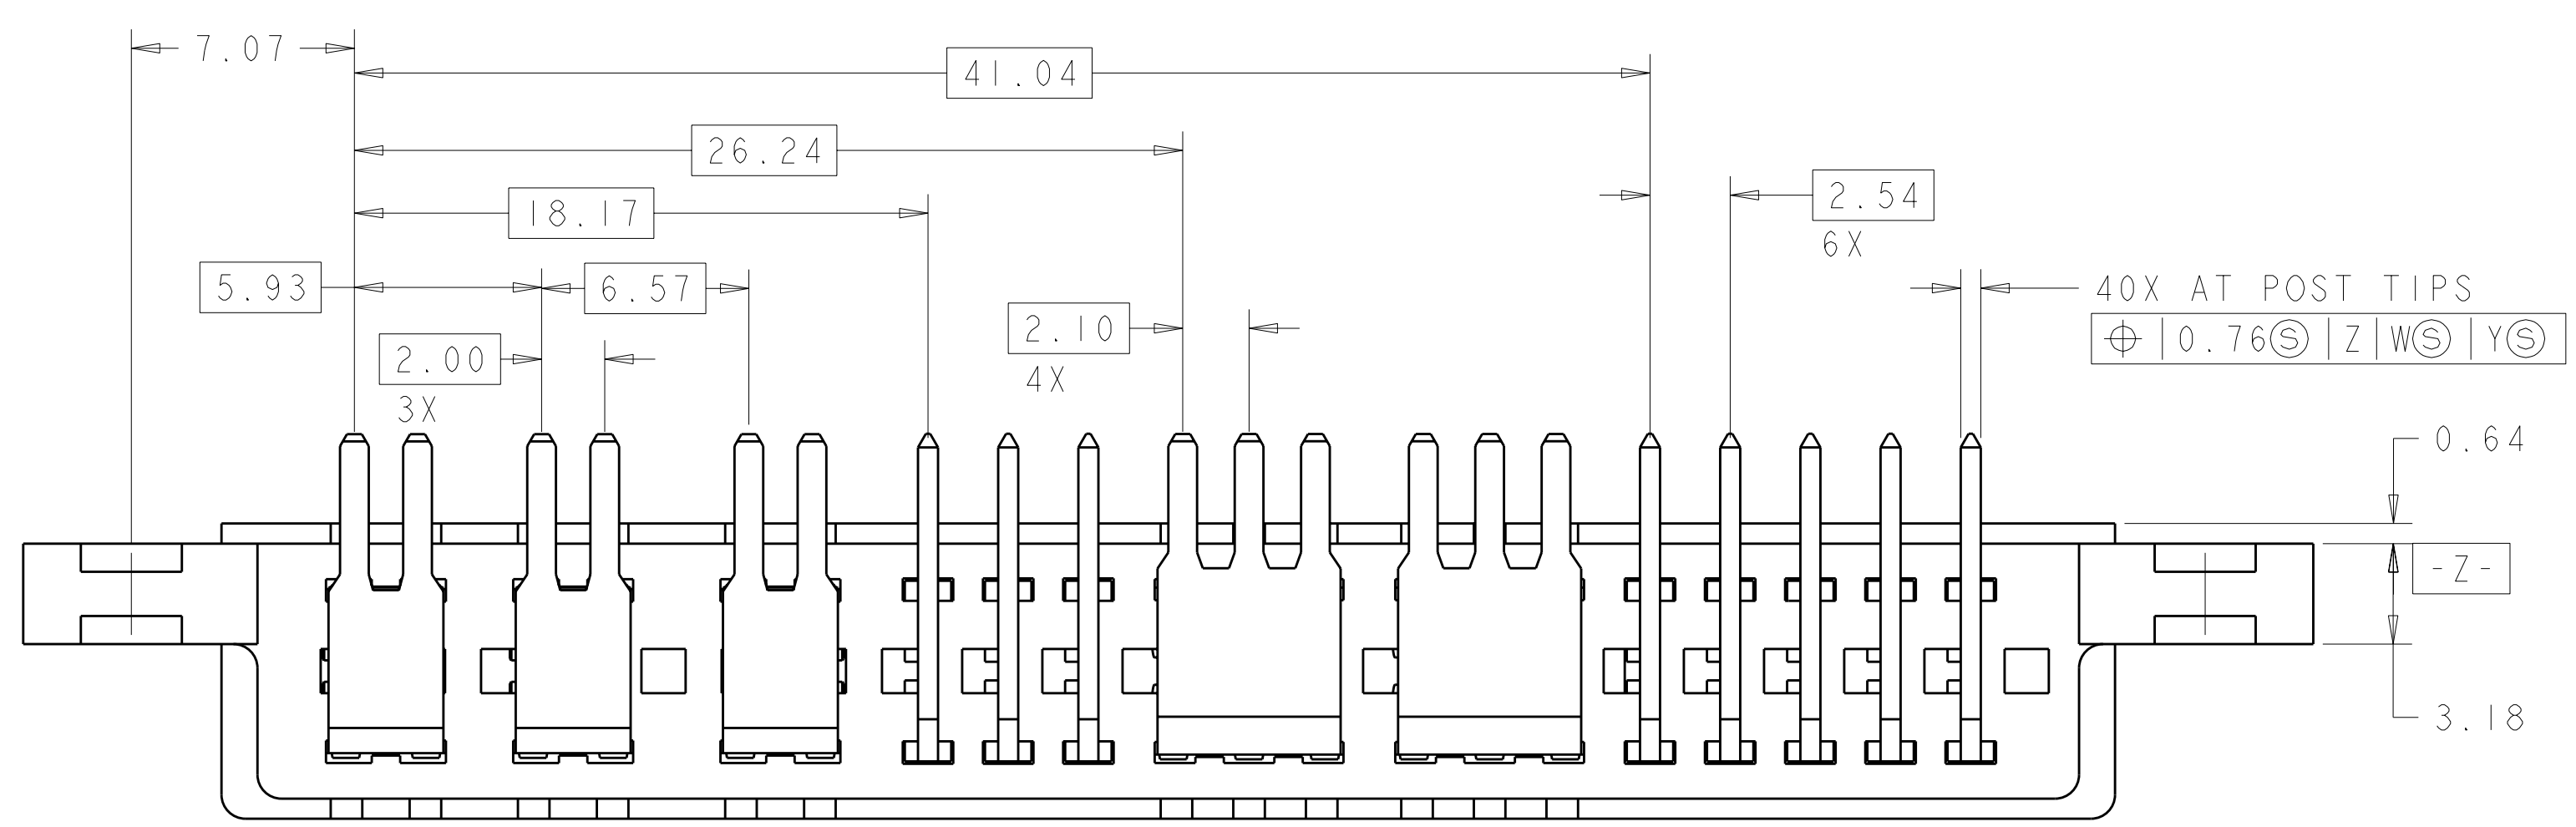 7.07
41.04
26.24
2.54
6X
18.17
5.93
6.57
40X AT POST TIPS
2.10
4X
⌖ 0.76Ⓢ Z WⓈ YⓈ
2.00
3X
0.64
-Z-
3.18